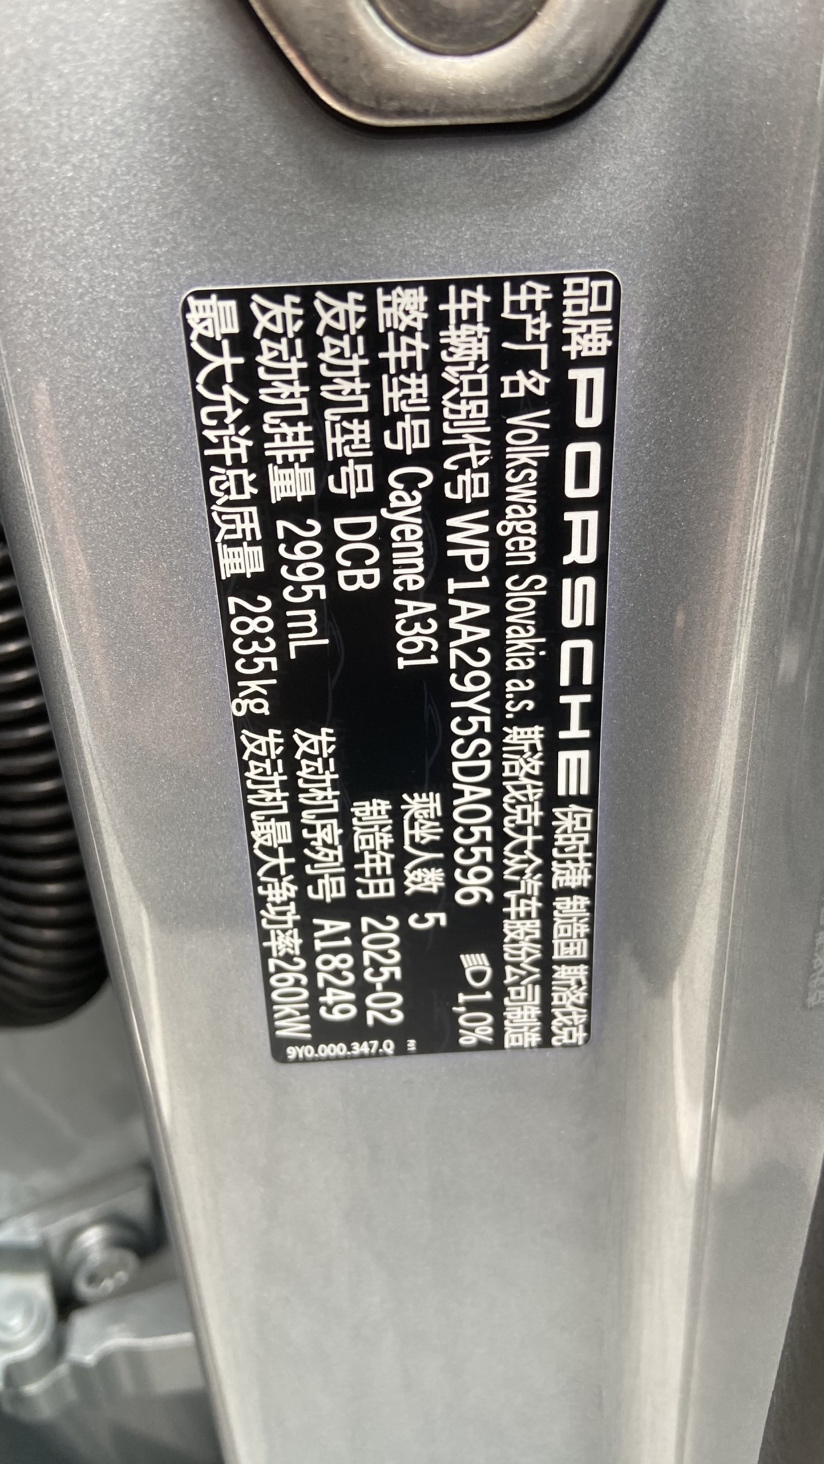 品牌 PORSCHE 保时捷 制造国 斯洛伐克
生产厂名 Volkswagen Slovakia a.s. 斯洛伐克大众汽车股份公司制造
车辆识别代号 WP1AA29Y5SDA05596 1,0%
整车型号 Cayenne A361 乘坐人数 5
发动机型号 DCB 制造年月 2025-02
发动机排量 2995mL 发动机序列号 A18249
最大允许总质量 2835kg 发动机最大净功率260kW
9Y0.000.347.Q